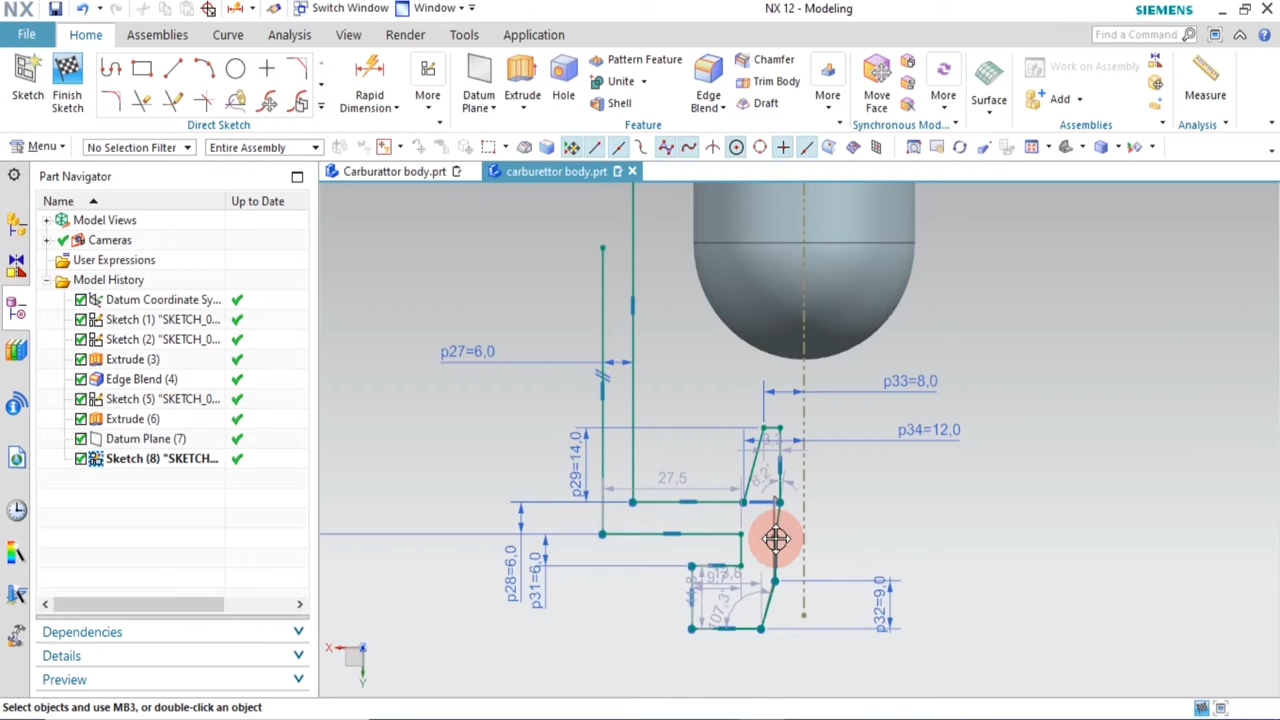 NX
Switch Window
Window
NX 12 - Modeling
SIEMENS
File
Home
Assemblies
Curve
Analysis
View
Render
Tools
Application
Find a Command
Sketch
Finish
Sketch
Rapid
Dimension
More
Datum
Plane
Extrude
Hole
Pattern Feature
Unite
Shell
Edge
Blend
Chamfer
Trim Body
Draft
More
Move
Face
More
Surface
Work on Assembly
Add
Measure
Direct Sketch
Feature
Synchronous Mod...
Assemblies
Analysis
Menu
No Selection Filter
Entire Assembly
Part Navigator
Carburattor body.prt
carburettor body.prt
Name
Up to Date
Model Views
Cameras
User Expressions
Model History
Datum Coordinate Sy...
Sketch (1) "SKETCH_0...
Sketch (2) "SKETCH_0...
Extrude (3)
Edge Blend (4)
Sketch (5) "SKETCH_0...
Extrude (6)
Datum Plane (7)
Sketch (8) "SKETCH...
Dependencies
Details
Preview
p27=6,0
p33=8,0
p34=12,0
p29=14,0
27,5
8,2
p28=6,0
p31=6,0
107,3
p32=9,0
X
Y
Select objects and use MB3, or double-click an object